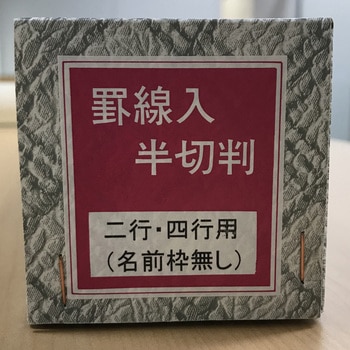 罫線入
半切判
二行・四行用
（名前枠無し）